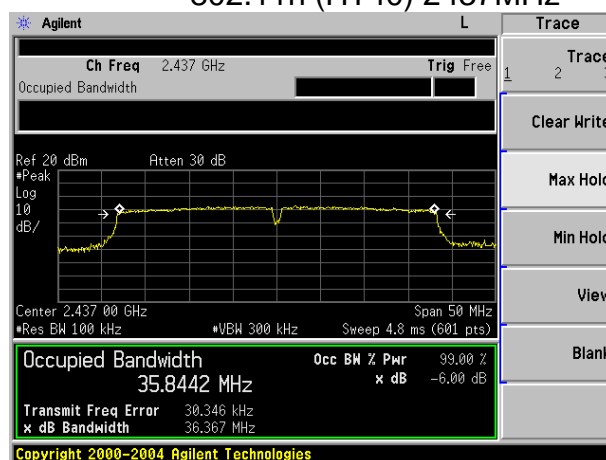 Agilent L Trace
Ch Freq 2.437 GHz Trig Free
Occupied Bandwidth
Trace
1 2
Clear Write
Max Hold
Min Hold
View
Blank
Ref 20 dBm Atten 30 dB
#Peak
Log
10
dB/
Center 2.437 00 GHz Span 50 MHz
#Res BW 100 kHz #VBW 300 kHz Sweep 4.8 ms (601 pts)
Occupied Bandwidth Occ BW % Pwr 99.00 %
35.8442 MHz x dB -6.00 dB
Transmit Freq Error 30.346 kHz
x dB Bandwidth 36.367 MHz
Copyright 2000-2004 Agilent Technologies